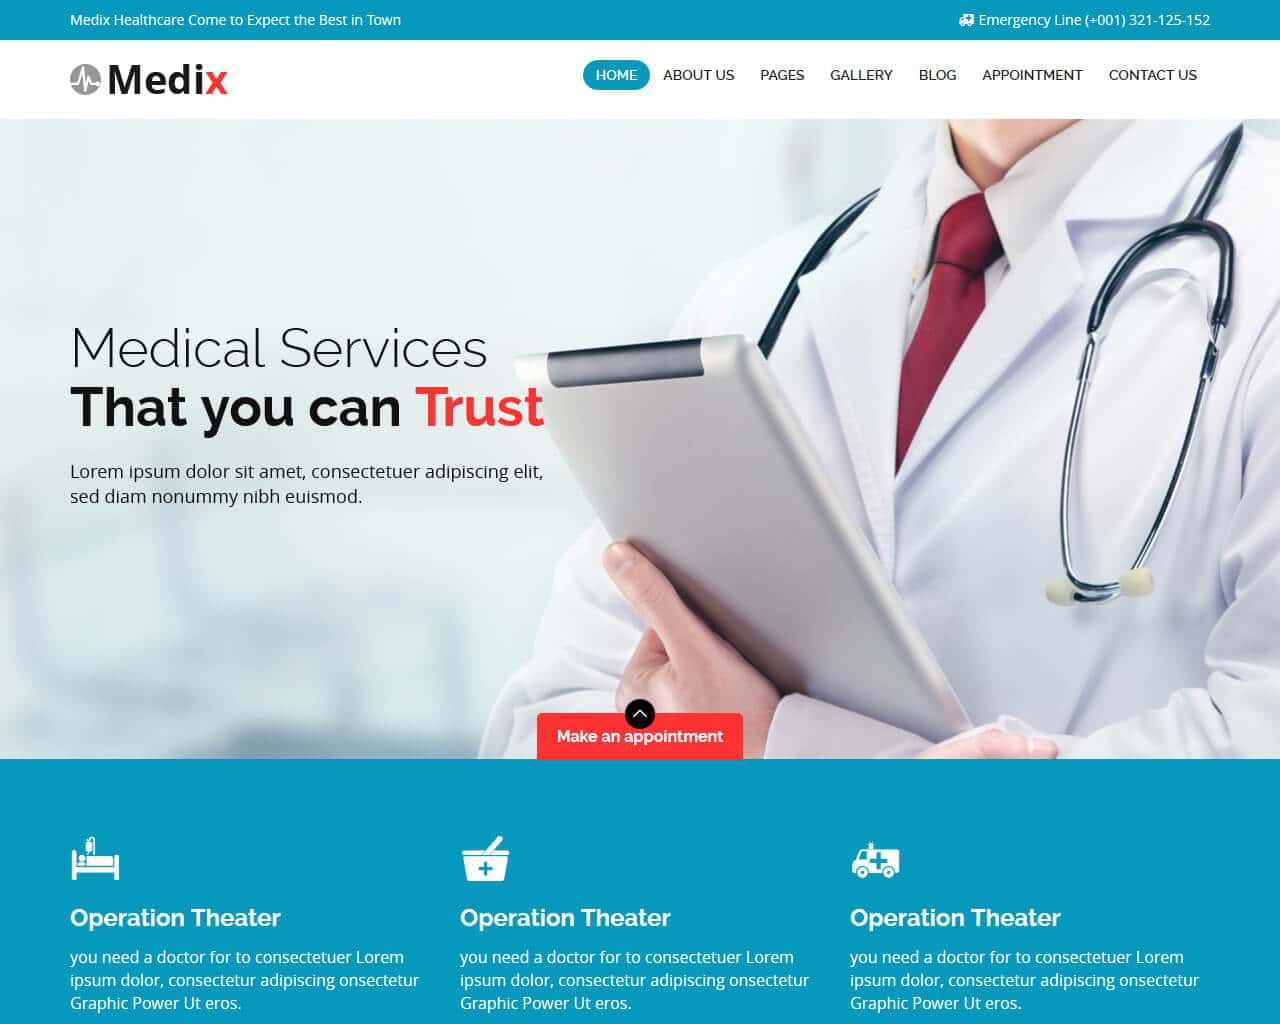 Medix Healthcare Come to Expect the Best in Town
Emergency Line (+001) 321-125-152
Medix
HOME
ABOUT US
PAGES
GALLERY
BLOG
APPOINTMENT
CONTACT US
Medical Services
That you can Trust
Lorem ipsum dolor sit amet, consectetuer adipiscing elit,
sed diam nonummy nibh euismod.
Make an appointment
Operation Theater
you need a doctor for to consectetuer Lorem
ipsum dolor, consectetur adipiscing onsectetur
Graphic Power Ut eros.
Operation Theater
you need a doctor for to consectetuer Lorem
ipsum dolor, consectetur adipiscing onsectetur
Graphic Power Ut eros.
Operation Theater
you need a doctor for to consectetuer Lorem
ipsum dolor, consectetur adipiscing onsectetur
Graphic Power Ut eros.